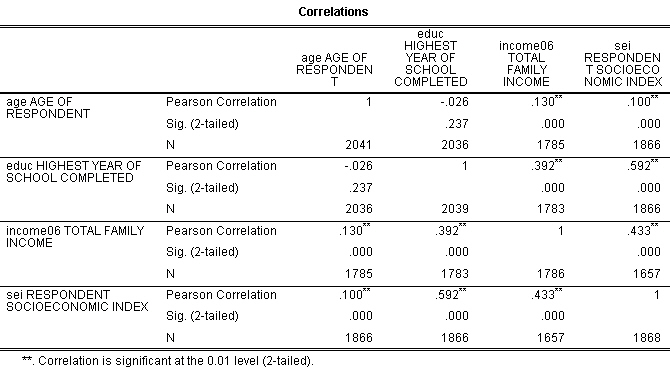 Correlations
age AGE OF RESPONDEN T educ HIGHEST YEAR OF SCHOOL COMPLETED income06 TOTAL FAMILY INCOME sei RESPONDEN T SOCIOECO NOMIC INDEX
age AGE OF RESPONDENT Pearson Correlation 1 -.026 .130** .100**
Sig. (2-tailed) .237 .000 .000
N 2041 2036 1785 1866
educ HIGHEST YEAR OF SCHOOL COMPLETED Pearson Correlation -.026 1 .392** .592**
Sig. (2-tailed) .237 .000 .000
N 2036 2039 1783 1866
income06 TOTAL FAMILY INCOME Pearson Correlation .130** .392** 1 .433**
Sig. (2-tailed) .000 .000 .000
N 1785 1783 1786 1657
sei RESPONDENT SOCIOECONOMIC INDEX Pearson Correlation .100** .592** .433** 1
Sig. (2-tailed) .000 .000 .000
N 1866 1866 1657 1868
**. Correlation is significant at the 0.01 level (2-tailed).